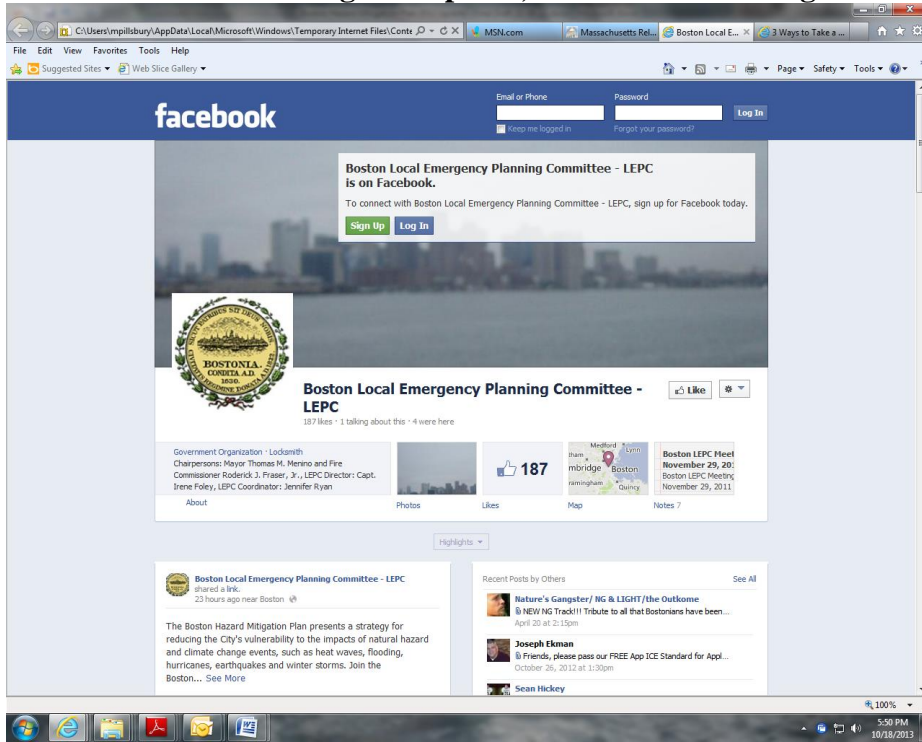 C:\Users\mpillsbury\AppData\Local\Microsoft\Windows\Temporary Internet Files\Conte
MSN.com
Massachusetts Rel...
Boston Local E...
3 Ways to Take a ...
File Edit View Favorites Tools Help
Suggested Sites
Web Slice Gallery
Page Safety Tools
facebook
Email or Phone
Password
Log In
Keep me logged in
Forgot your password?
Boston Local Emergency Planning Committee - LEPC
is on Facebook.
To connect with Boston Local Emergency Planning Committee - LEPC, sign up for Facebook today.
Sign Up
Log In
BOSTONIA.
CONDITA A.D.
1630.
Boston Local Emergency Planning Committee -
LEPC
Like
187 likes · 1 talking about this · 4 were here
Government Organization · Locksmith
Chairpersons: Mayor Thomas M. Menino and Fire
Commissioner Roderick J. Fraser, Jr., LEPC Director: Capt.
Irene Foley, LEPC Coordinator: Jennifer Ryan
About
Photos
187
Likes
Medford
Lynn
tham
mbridge
Boston
ramingham
Quincy
Map
Boston LEPC Meet
November 29, 20
Boston LEPC Meeting
November 29, 2011
Notes 7
Highlights
Boston Local Emergency Planning Committee - LEPC
shared a link.
23 hours ago near Boston
The Boston Hazard Mitigation Plan presents a strategy for
reducing the City's vulnerability to the impacts of natural hazard
and climate change events, such as heat waves, flooding,
hurricanes, earthquakes and winter storms. Join the
Boston... See More
Recent Posts by Others
See All
Nature's Gangster/ NG & LIGHT/the Outkome
NEW NG Track!!! Tribute to all that Bostonians have been...
April 20 at 2:15pm
Joseph Ekman
Friends, please pass our FREE App ICE Standard for Appl...
October 26, 2012 at 1:30pm
Sean Hickey
100%
5:50 PM
10/18/2013